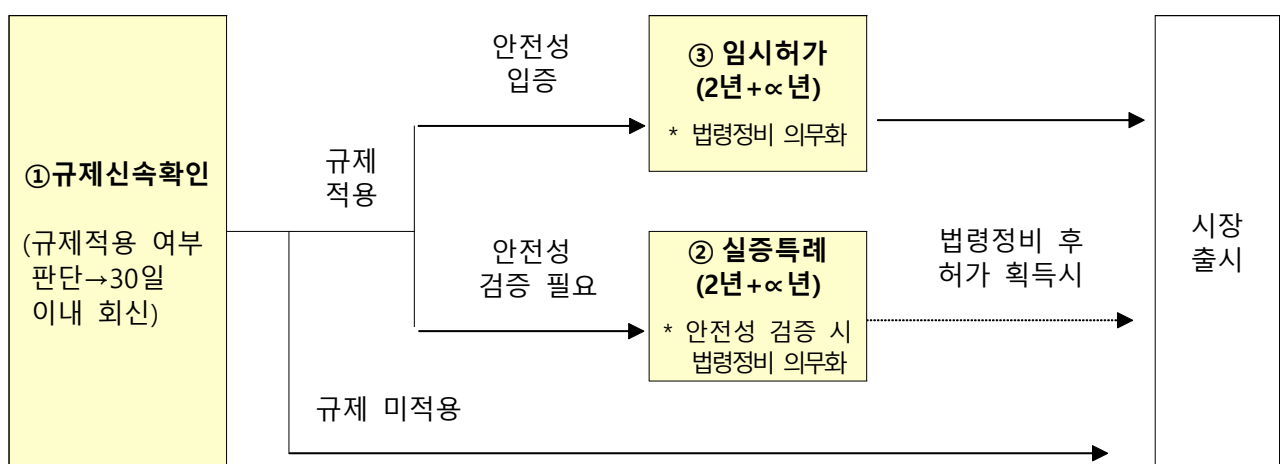 ①규제신속확인
(규제적용 여부
판단→30일
이내 회신)
규제
적용
안전성
입증
③ 임시허가
(2년+∝년)
* 법령정비 의무화
안전성
검증 필요
② 실증특례
(2년+∝년)
* 안전성 검증 시
법령정비 의무화
법령정비 후
허가 획득시
규제 미적용
시장
출시